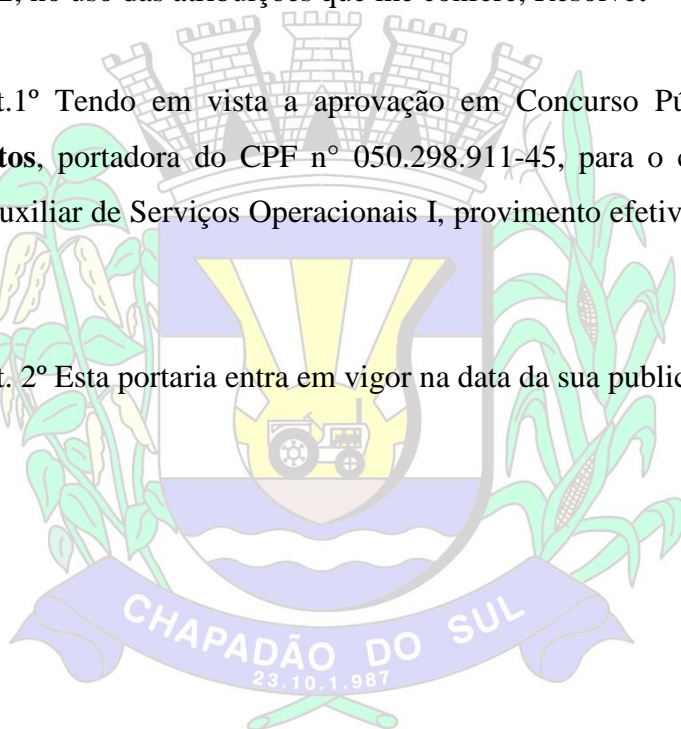 no uso das atribuições que lhe confere, Resolve:
t.1º Tendo em vista a aprovação em Concurso Pú
tos, portadora do CPF n° 050.298.911-45, para o
uxiliar de Serviços Operacionais I, provimento efetiv
t. 2º Esta portaria entra em vigor na data da sua public
CHAPADÃO DO SUL
23.10.1.987